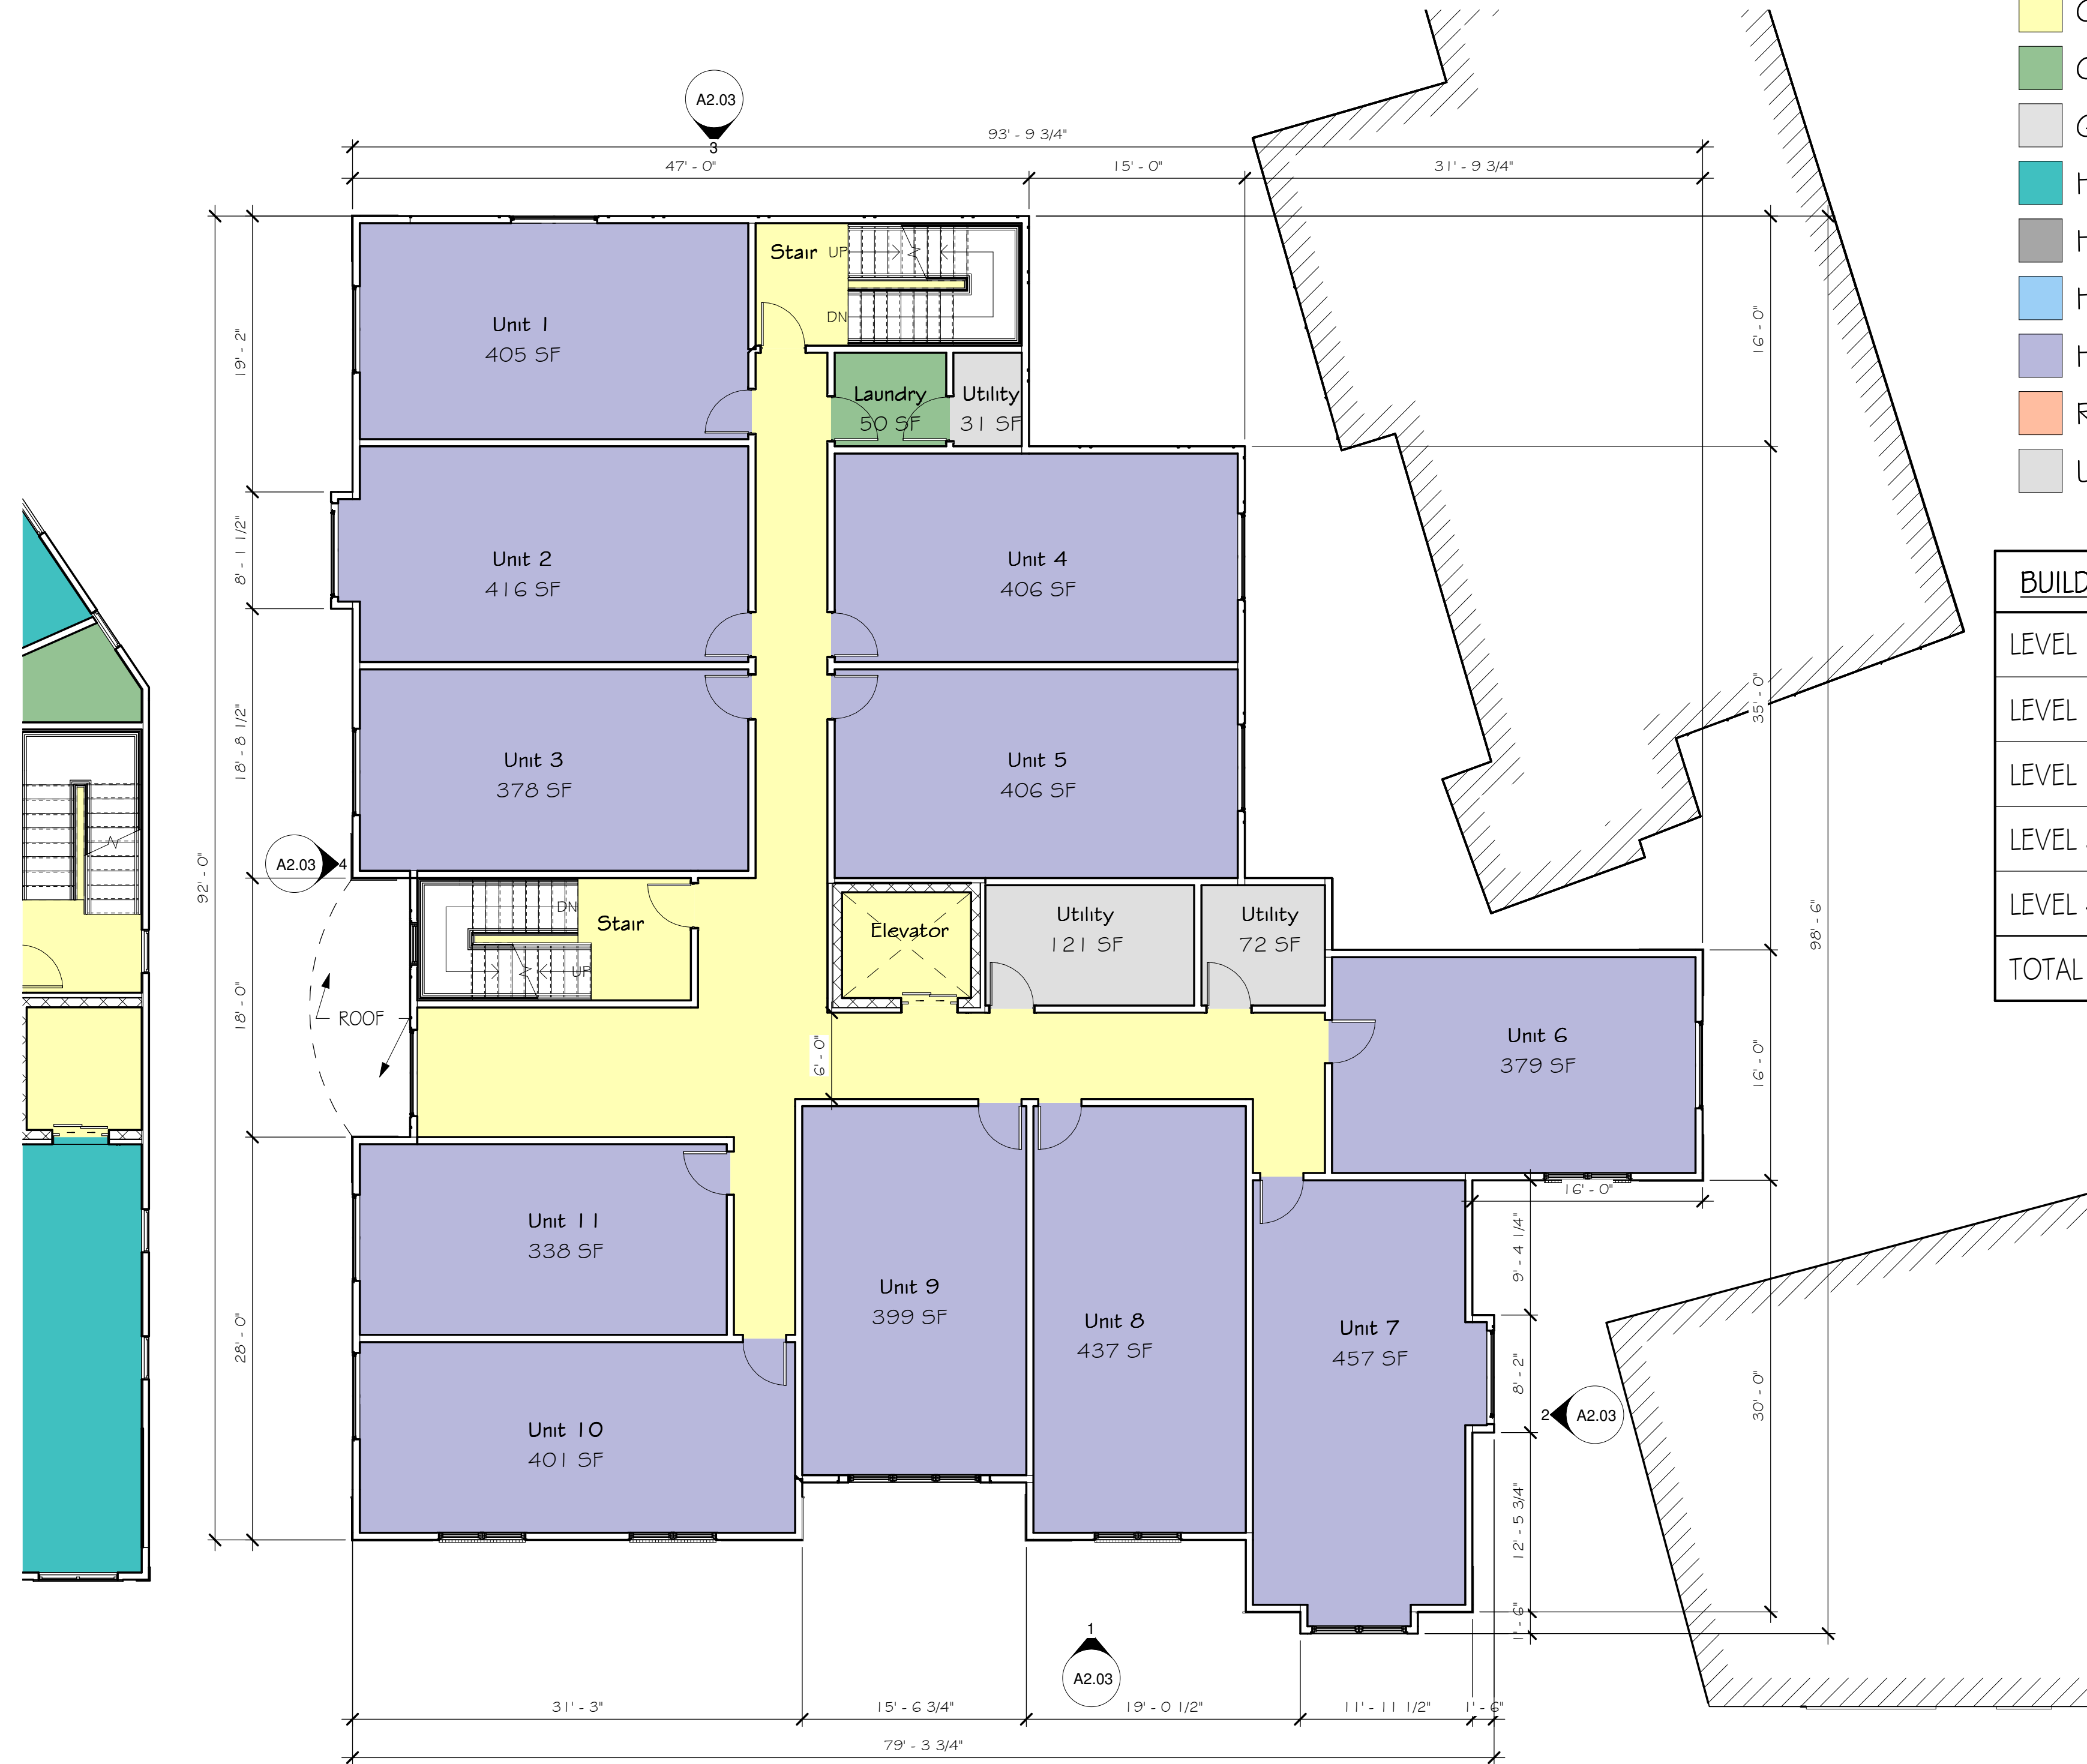 A2.03
3
93' - 9 3/4"
47' - 0"
15' - 0"
31' - 9 3/4"
Stair
UP
DN
Unit 1
405 SF
19' - 2"
16' - 0"
Laundry
50 SF
Utility
31 SF
Unit 2
416 SF
8' - 1 1/2"
Unit 4
406 SF
BUILD
LEVEL
LEVEL
LEVEL
LEVEL
LEVEL
TOTAL
35' - 0"
Unit 3
378 SF
18' - 8 1/2"
Unit 5
406 SF
A2.03
4
92' - 0"
DN
Stair
UP
Elevator
Utility
121 SF
Utility
72 SF
98' - 6"
18' - 0"
ROOF
6' - 0"
Unit 6
379 SF
16' - 0"
16' - 0"
Unit 11
338 SF
9' - 4 1/4"
Unit 9
399 SF
Unit 8
437 SF
Unit 7
457 SF
28' - 0"
8' - 2"
30' - 0"
2
A2.03
Unit 10
401 SF
12' - 5 3/4"
1' - 6"
1
A2.03
31' - 3"
15' - 6 3/4"
19' - 0 1/2"
11' - 11 1/2"
1' - 6"
79' - 3 3/4"